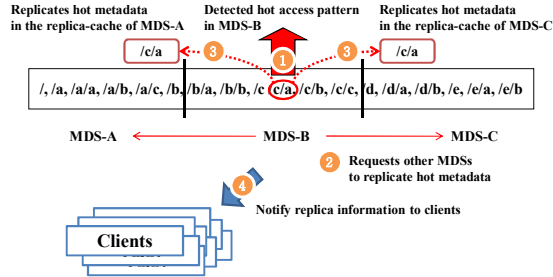 Replicates hot metadata
in the replica-cache of MDS-A
Detected hot access pattern
in MDS-B
Replicates hot metadata
in the replica-cache of MDS-C
/c/a
3
1
3
/c/a
/, /a, /a/a, /a/b, /a/c, /b, /b/a, /b/b, /c /c/a, /c/b, /c/c, /d, /d/a, /d/b, /e, /e/a, /e/b
MDS-A
MDS-B
MDS-C
2
Requests other MDSs
to replicate hot metadata
4
Notify replica information to clients
Clients